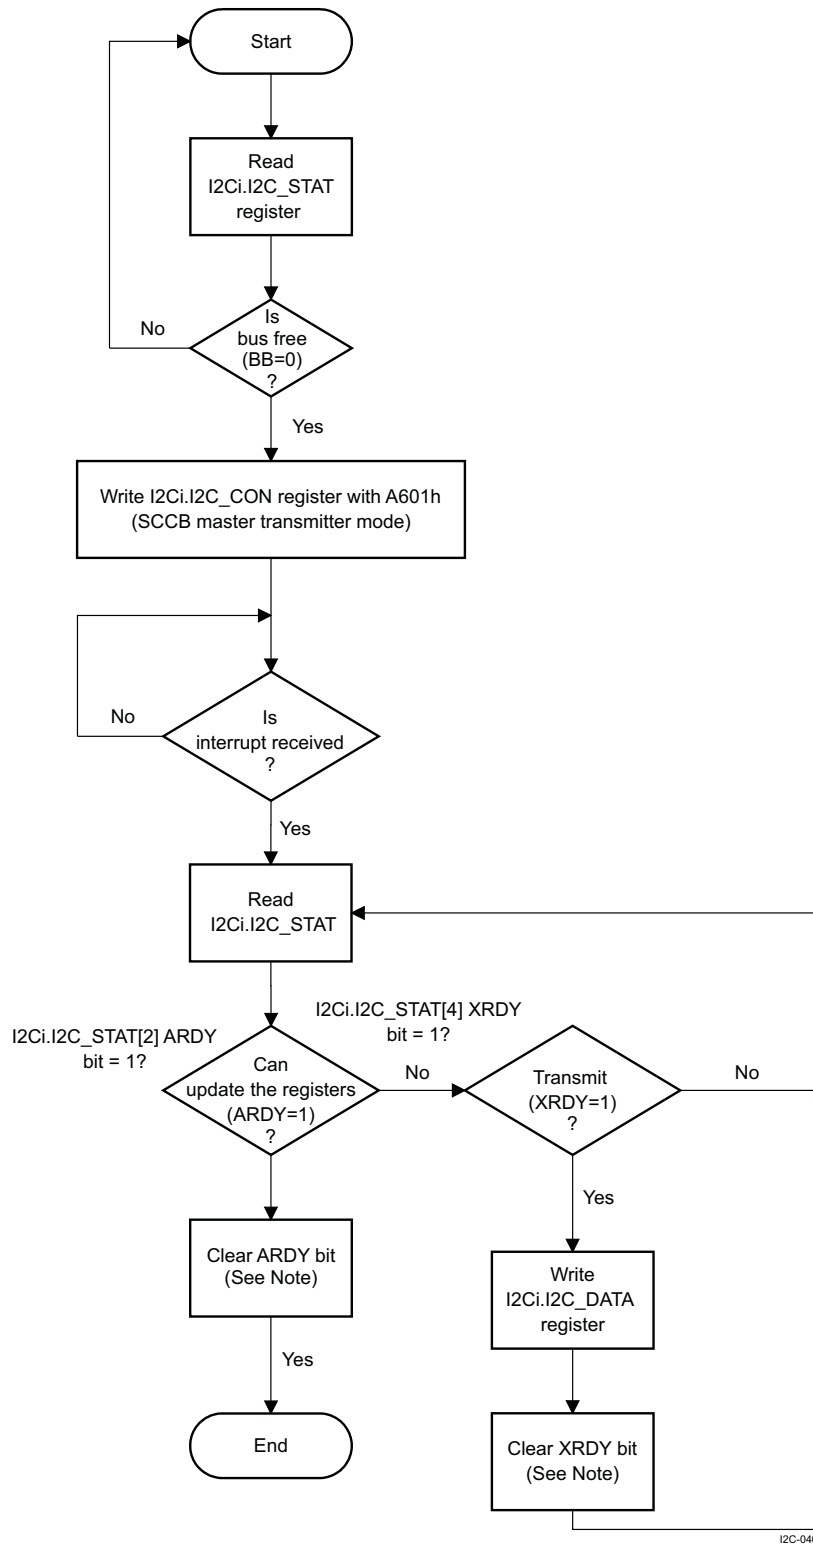 Start
Read
I2Ci.I2C_STAT
register
Is
bus free
(BB=0)
?
No
Yes
Write I2Ci.I2C_CON register with A601h
(SCCB master transmitter mode)
Is
interrupt received
?
No
Yes
Read
I2Ci.I2C_STAT
I2Ci.I2C_STAT[2] ARDY
bit = 1?
Can
update the registers
(ARDY=1)
?
No
I2Ci.I2C_STAT[4] XRDY
bit = 1?
Transmit
(XRDY=1)
?
No
Yes
Clear ARDY bit
(See Note)
Yes
End
Write
I2Ci.I2C_DATA
register
Clear XRDY bit
(See Note)